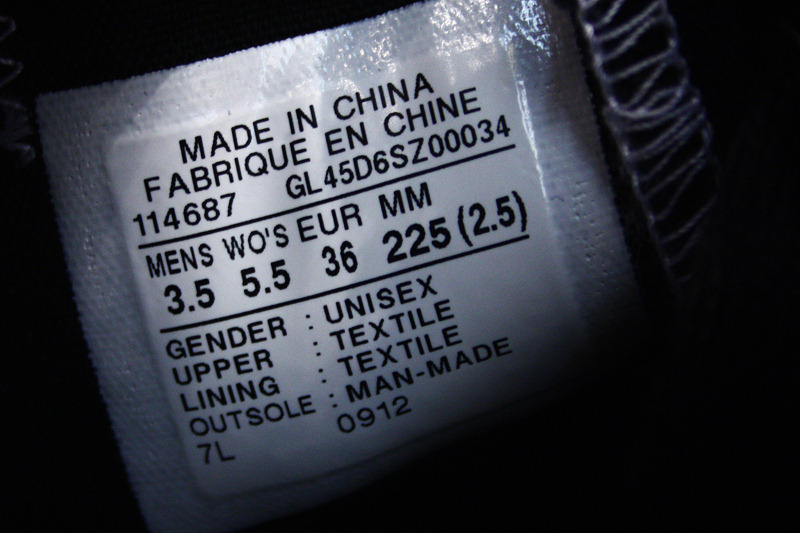 MADE IN CHINA
FABRIQUE EN CHINE
114687 GL45D6SZ00034
MENS WO'S EUR MM
3.5 5.5 36 225 (2.5)
GENDER : UNISEX
UPPER : TEXTILE
LINING : TEXTILE
OUTSOLE : MAN-MADE
7L 0912